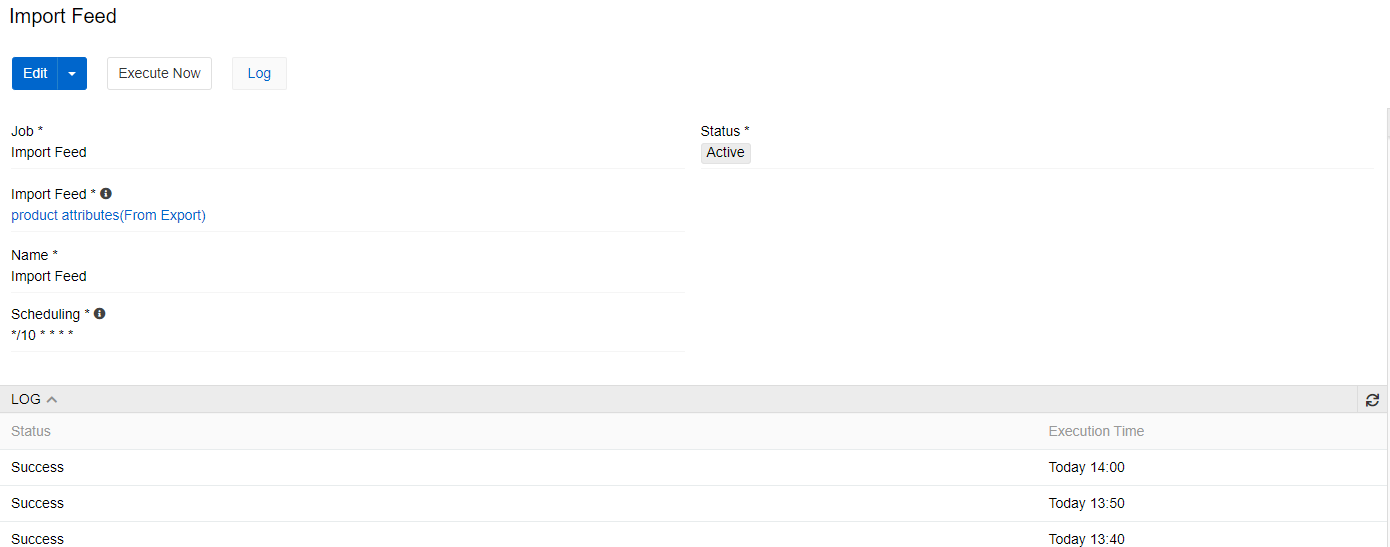 Import Feed
Edit Execute Now Log
Job * Status *
Import Feed Active
Import Feed *
product attributes(From Export)
Name *
Import Feed
Scheduling *
*/10 * * * *
LOG
Status Execution Time
Success Today 14:00
Success Today 13:50
Success Today 13:40